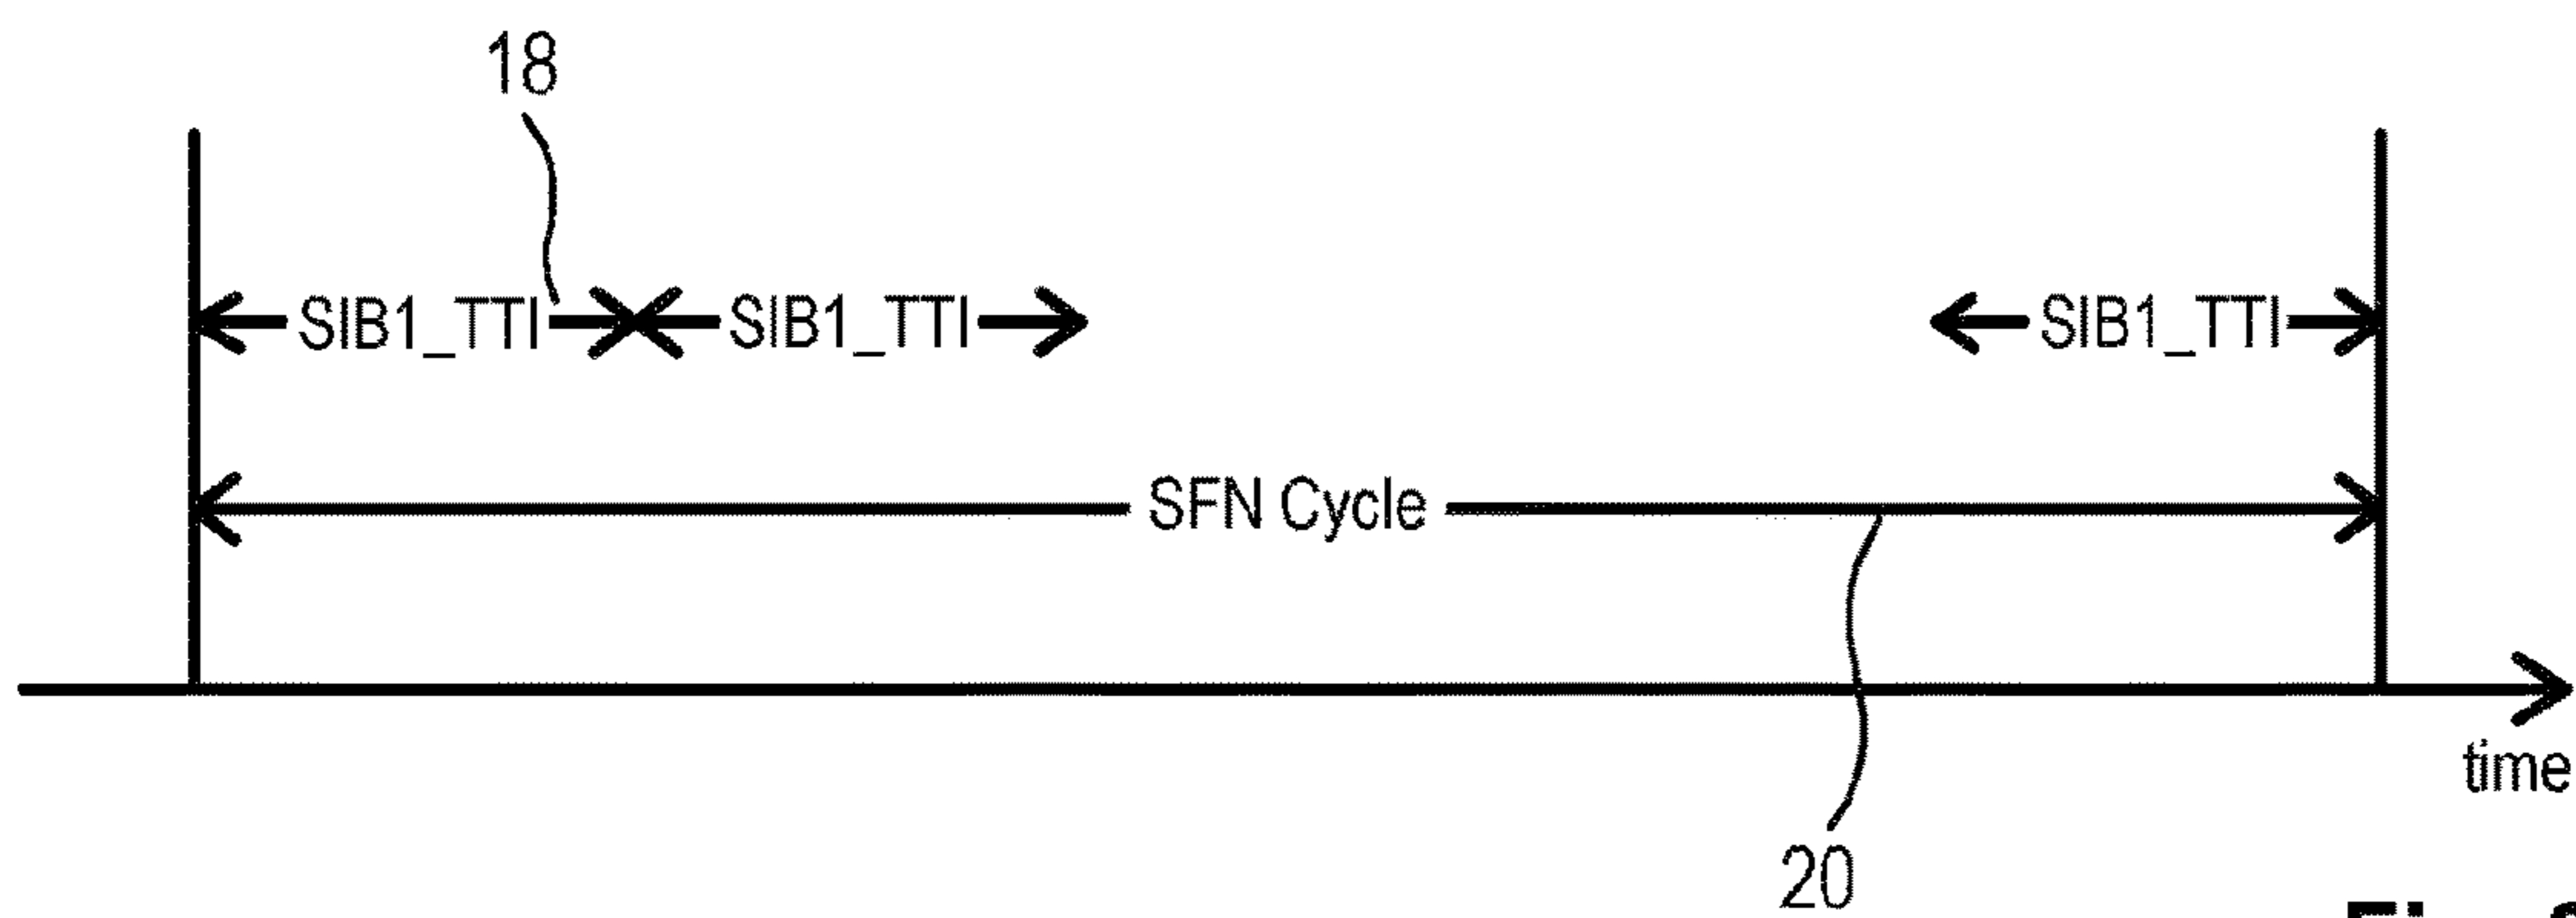 18
SIB1_TTI SIB1_TTI SIB1_TTI
SFN Cycle
time
20